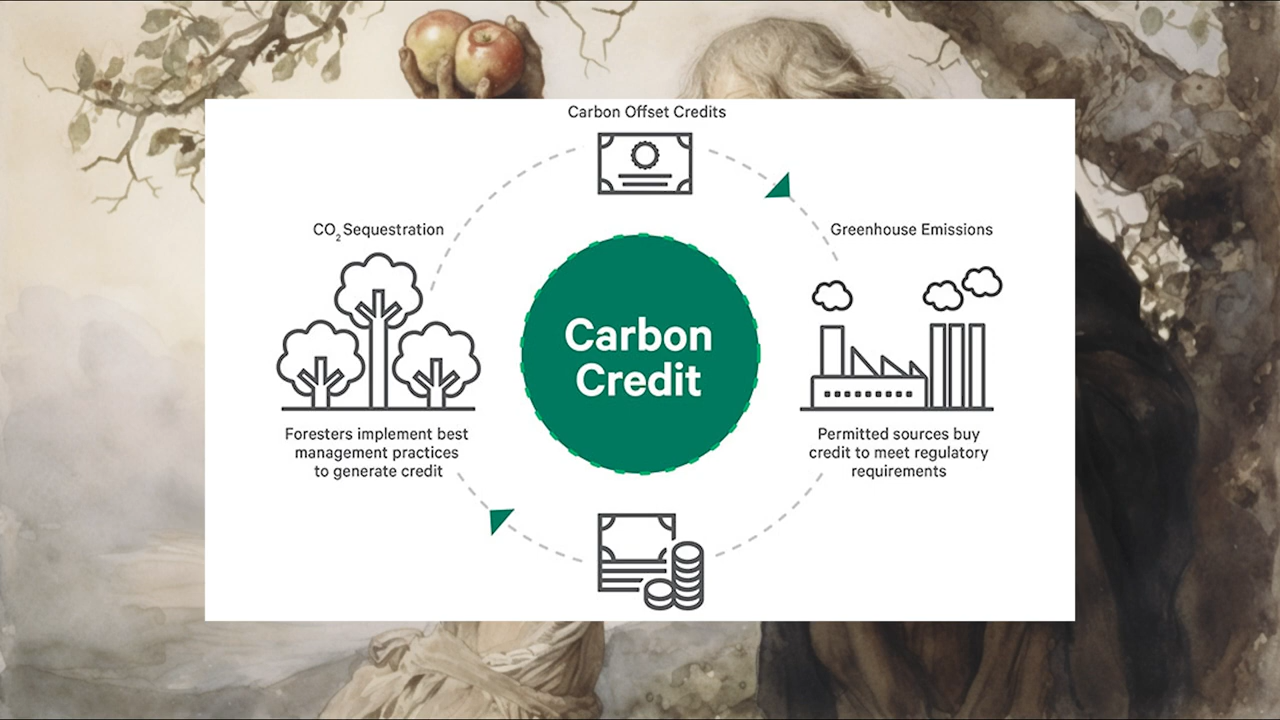 Carbon Offset Credits
CO₂ Sequestration
Greenhouse Emissions
Carbon
Credit
Foresters implement best
management practices
to generate credit
Permitted sources buy
credit to meet regulatory
requirements